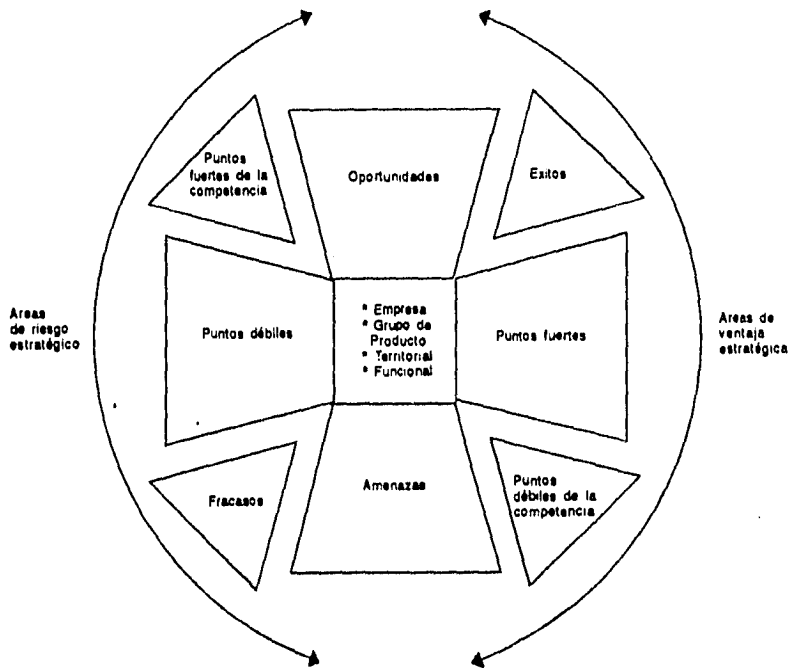 Puntos
fuertes de la
competencia
Oportunidades
Exitos
Areas
de riesgo
estratégico
Puntos débiles
* Empresa
* Grupo de
Producto
* Territorial
* Funcional
Puntos fuertes
Areas de
ventaja
estratégica
Fracasos
Amenazas
Puntos
débiles de la
competencia